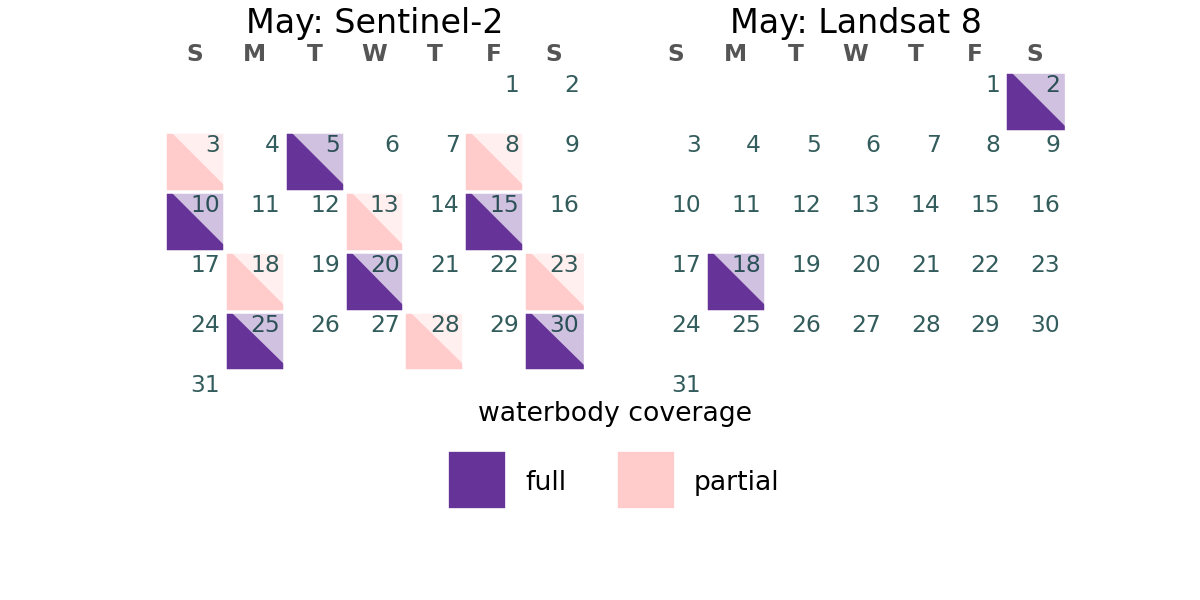 May: Sentinel-2
S M T W T F S
1 2
3 4 5 6 7 8 9
10 11 12 13 14 15 16
17 18 19 20 21 22 23
24 25 26 27 28 29 30
31
May: Landsat 8
S M T W T F S
1 2
3 4 5 6 7 8 9
10 11 12 13 14 15 16
17 18 19 20 21 22 23
24 25 26 27 28 29 30
31
waterbody coverage
full partial